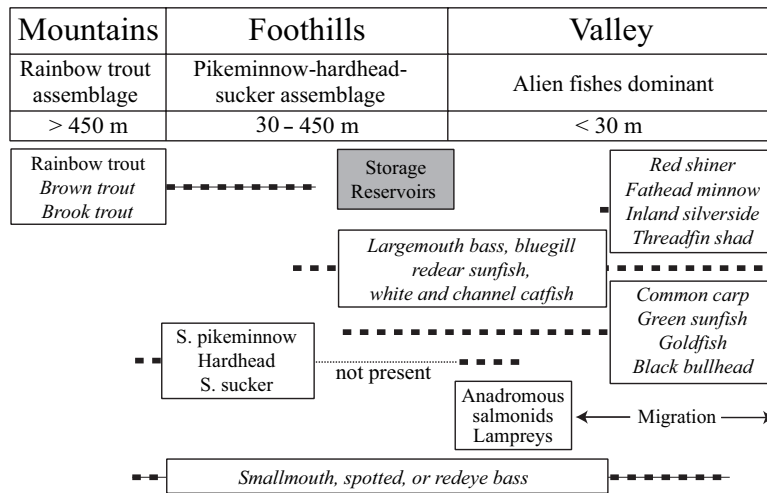 Mountains
Foothills
Valley
Rainbow trout
assemblage
Pikeminnow-hardhead-
sucker assemblage
Alien fishes dominant
> 450 m
30 – 450 m
< 30 m
Rainbow trout
Brown trout
Brook trout
Storage
Reservoirs
Red shiner
Fathead minnow
Inland silverside
Threadfin shad
Largemouth bass, bluegill
redear sunfish,
white and channel catfish
Common carp
Green sunfish
Goldfish
Black bullhead
S. pikeminnow
Hardhead
S. sucker
not present
Anadromous
salmonids
Lampreys
Migration
Smallmouth, spotted, or redeye bass